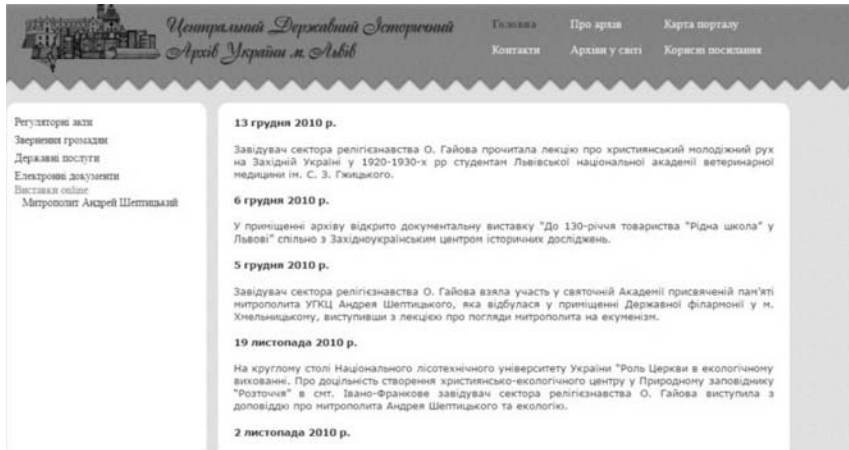 Центральний Державний Історичний
Архів України м. Львів
Головна Про архів Карта порталу
Контакти Архіви у світі Корисні посилання
Регуляторні акти
Звернення громадян
Державні послуги
Електронні документи
Виставки online
Митрополит Андрей Шептицький
13 грудня 2010 р.
Завідувач сектора релігієзнавства О. Гайова прочитала лекцію про християнський молодіжний рух
на Західній Україні у 1920-1930-х рр студентам Львівської національної академії ветеринарної
медицини ім. С. З. Гжицького.
6 грудня 2010 р.
У приміщенні архіву відкрито документальну виставку "До 130-річчя товариства "Рідна школа" у
Львові" спільно з Західноукраїнським центром історичних досліджень.
5 грудня 2010 р.
Завідувач сектора релігієзнавства О. Гайова взяла участь у святочній Академії присвяченій пам'яті
митрополита УГКЦ Андрея Шептицького, яка відбулася у приміщенні Державної філармонії у м.
Хмельницькому, виступивши з лекцією про погляди митрополита на екуменізм.
19 листопада 2010 р.
На круглому столі Національного лісотехнічного університету України "Роль Церкви в екологічному
вихованні. Про доцільність створення християнсько-екологічного центру у Природному заповіднику
"Розточчя" в смт. Івано-Франкове завідувач сектора релігієзнавства О. Гайова виступила з
доповіддю про митрополита Андрея Шептицького та екологію.
2 листопада 2010 р.